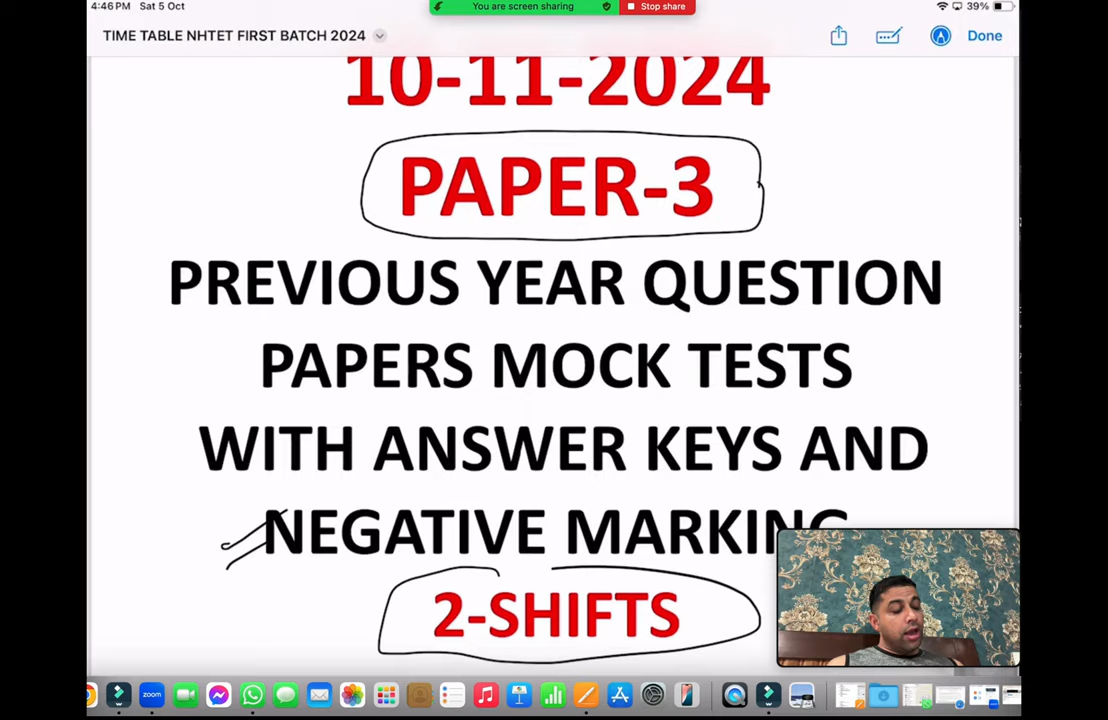 4:46 PM Sat 5 Oct
You are screen sharing
Stop share
39%
TIME TABLE NHTET FIRST BATCH 2024
Done
10-11-2024
PAPER-3
PREVIOUS YEAR QUESTION
PAPERS MOCK TESTS
WITH ANSWER KEYS AND
NEGATIVE MARKING
2-SHIFTS
zoom